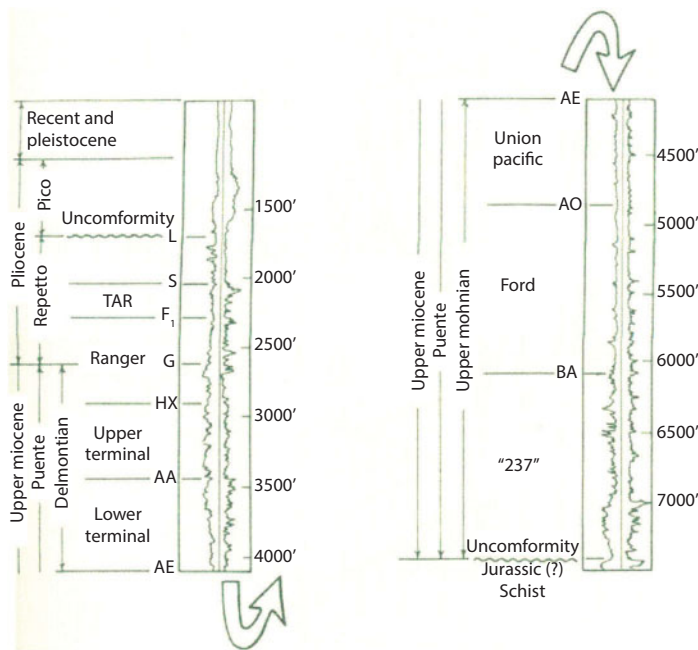 Recent and
pleistocene
Pliocene
Pico
Uncomformity
L
Repetto
S
TAR
F1
Ranger
G
HX
Upper miocene
Puente
Delmontian
Upper
terminal
AA
Lower
terminal
AE
1500'
2000'
2500'
3000'
3500'
4000'
AE
Union
pacific
AO
Ford
BA
"237"
Upper miocene
Puente
Upper mohnian
Uncomformity
Jurassic (?)
Schist
4500'
5000'
5500'
6000'
6500'
7000'